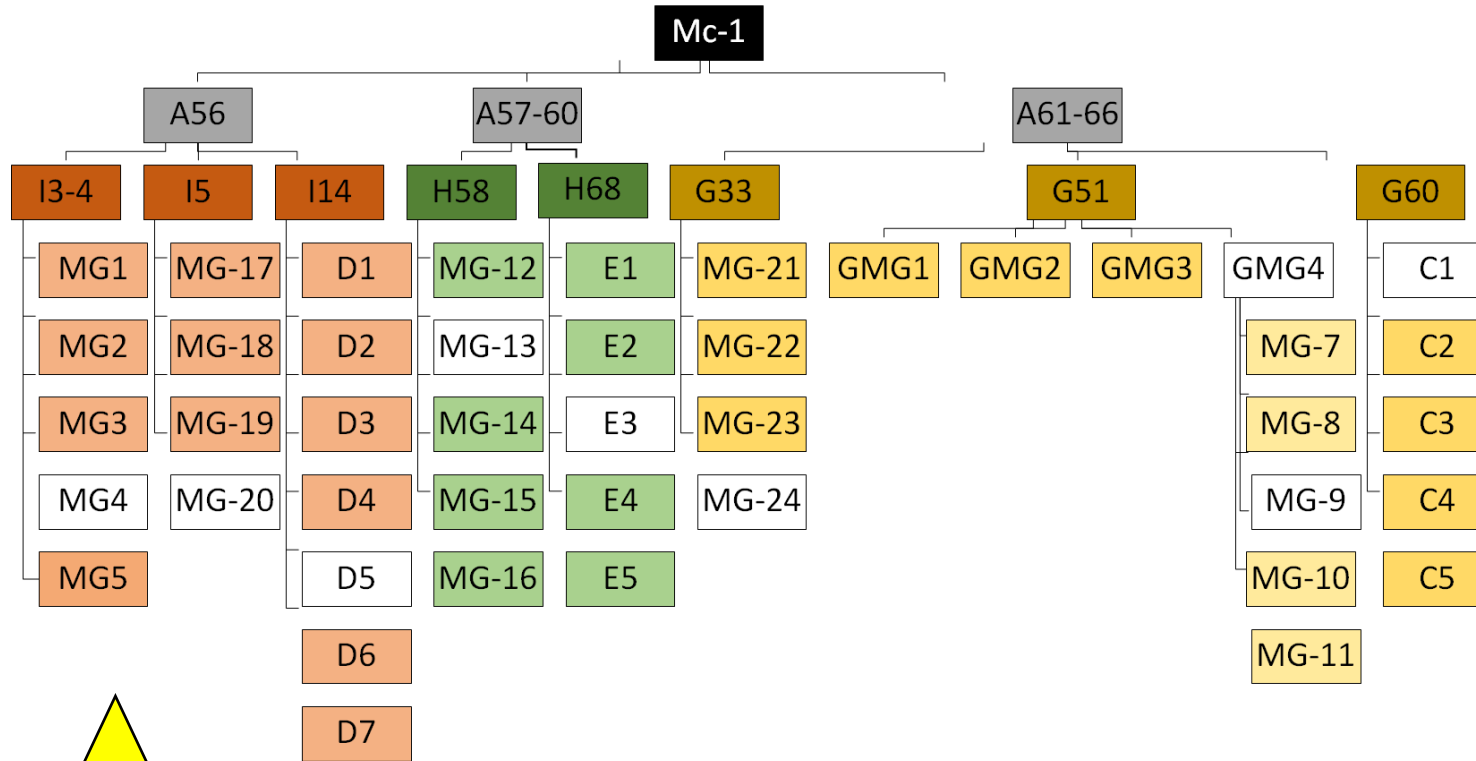 Mc-1
A56 A57-60 A61-66
I3-4 I5 I14 H58 H68 G33 G51 G60
MG1 MG-17 D1 MG-12 E1 MG-21 GMG1 GMG2 GMG3 GMG4 C1
MG2 MG-18 D2 MG-13 E2 MG-22 MG-7 C2
MG3 MG-19 D3 MG-14 E3 MG-23 MG-8 C3
MG4 MG-20 D4 MG-15 E4 MG-24 MG-9 C4
MG5 D5 MG-16 E5 MG-10 C5
D6 MG-11
D7